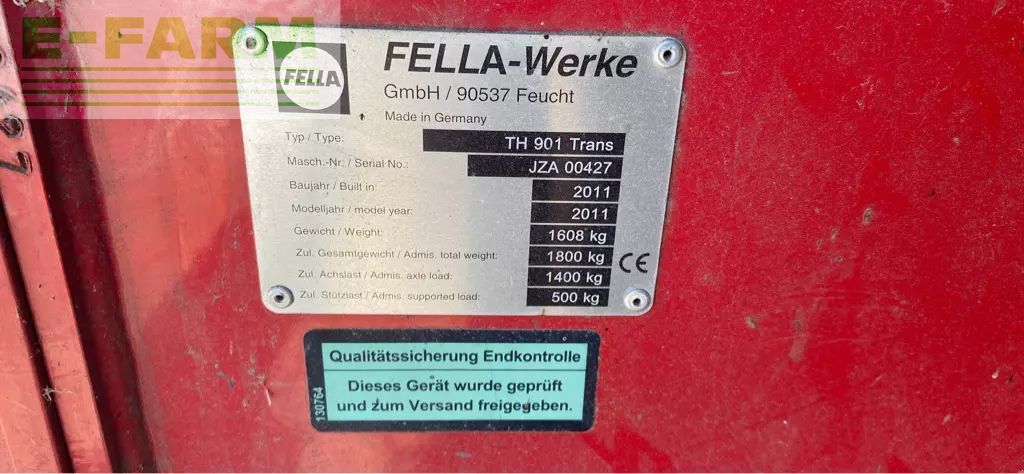 E-FARM
FELLA
FELLA-Werke
GmbH / 90537 Feucht
Made in Germany
Typ / Type: TH 901 Trans
Masch.-Nr. / Serial No.: JZA 00427
Baujahr / Built in: 2011
Modelljahr / model year: 2011
Gewicht / Weight: 1608 kg
Zul. Gesamtgewicht / Admis. total weight: 1800 kg
Zul. Achslast / Admis. axle load: 1400 kg
Zul. Stützlast / Admis. supported load: 500 kg
CE
Qualitätssicherung Endkontrolle
Dieses Gerät wurde geprüft
und zum Versand freigegeben.
130764